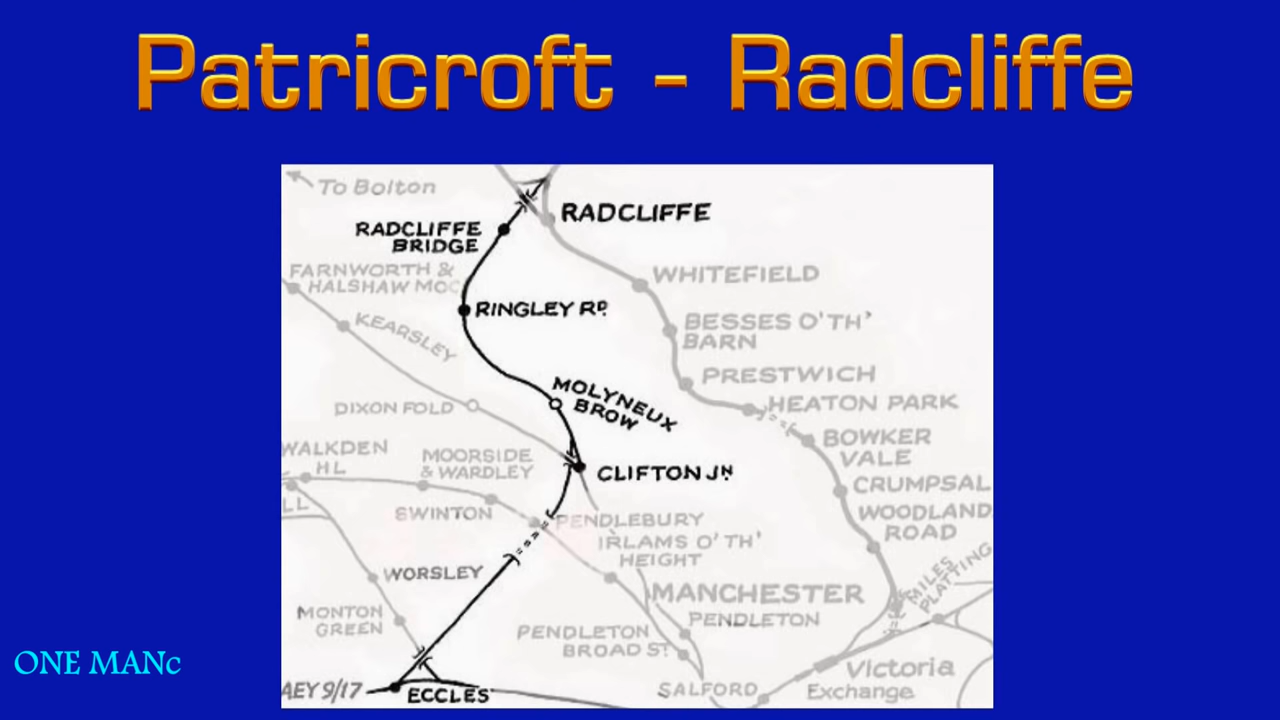 Patricroft - Radcliffe
To Bolton
RADCLIFFE
RADCLIFFE
BRIDGE
FARNWORTH &
HALSHAW MOC
WHITEFIELD
RINGLEY RD.
KEARSLEY
BESSES O'TH'
BARN
PRESTWICH
MOLYNEUX
BROW
DIXON FOLD
HEATON PARK
BOWKER
VALE
WALKDEN
H.L
MOORSIDE
& WARDLEY
CLIFTON JN.
CRUMPSAL
LL
SWINTON
PENDLEBURY
WOODLAND
ROAD
IRLAMS O'TH'
HEIGHT
WORSLEY
MANCHESTER
MILES
PLATTING
MONTON
GREEN
PENDLETON
PENDLETON
BROAD ST.
ONE MANc
Victoria
Exchange
SALFORD
AEY 9/17
ECCLES